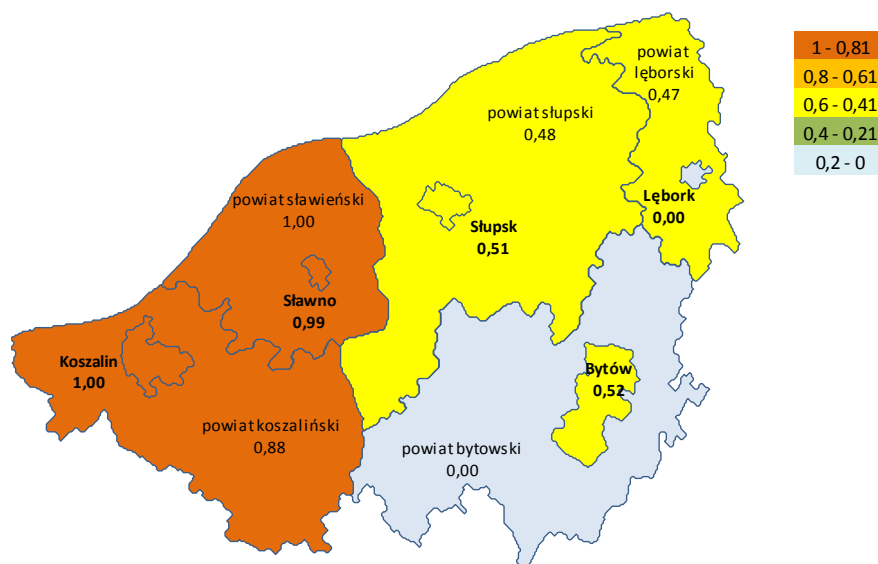 powiat
lęborski
0,47
powiat słupski
0,48
powiat sławieński
1,00
Lębork
0,00
Słupsk
0,51
Sławno
0,99
Koszalin
1,00
Bytów
0,52
powiat koszaliński
0,88
powiat bytowski
0,00
1 - 0,81
0,8 - 0,61
0,6 - 0,41
0,4 - 0,21
0,2 - 0